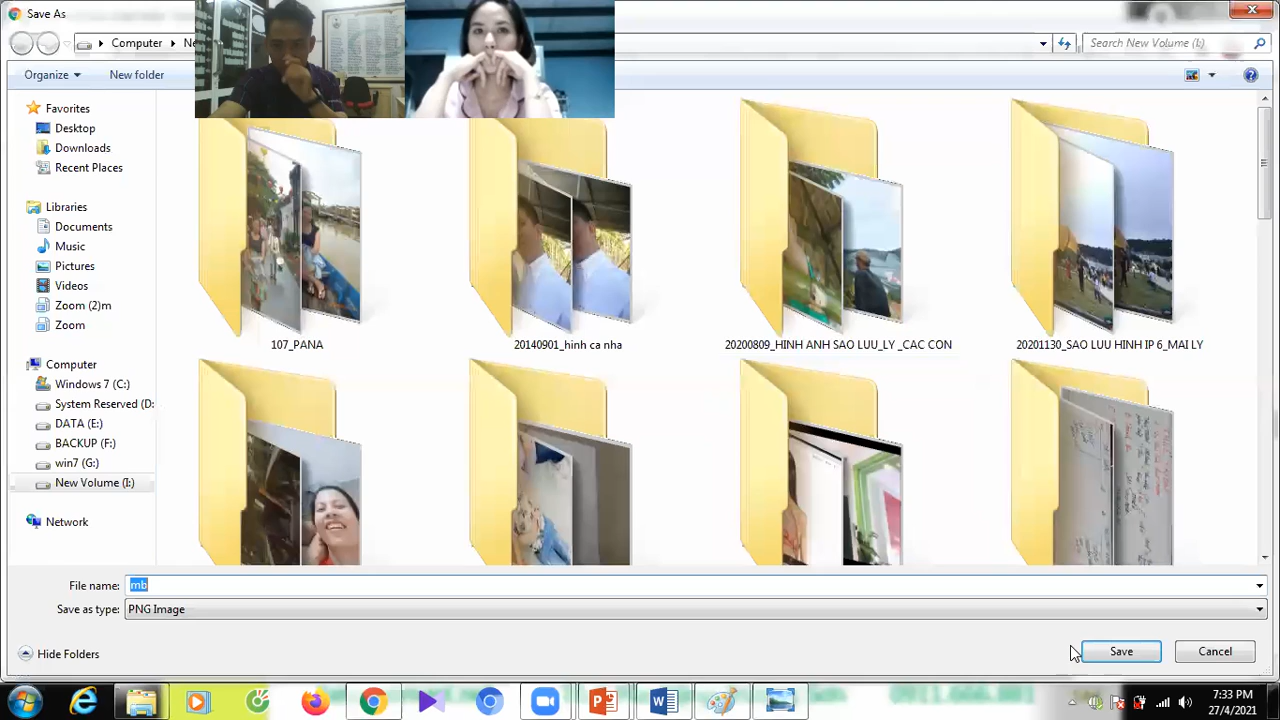 Save As
Computer
Search New Volume (I:)
Organize
New folder
Favorites
Desktop
Downloads
Recent Places
Libraries
Documents
Music
Pictures
Videos
Zoom (2)m
Zoom
Computer
Windows 7 (C:)
System Reserved (D:
DATA (E:)
BACKUP (F:)
win7 (G:)
New Volume (I:)
Network
107_PANA
20140901_hinh ca nha
20200809_HINH ANH SAO LUU_LY _CAC CON
20201130_SAO LUU HINH IP 6_MAI LY
File name:
mb
Save as type:
PNG Image
Hide Folders
Save
Cancel
7:33 PM
27/4/2021